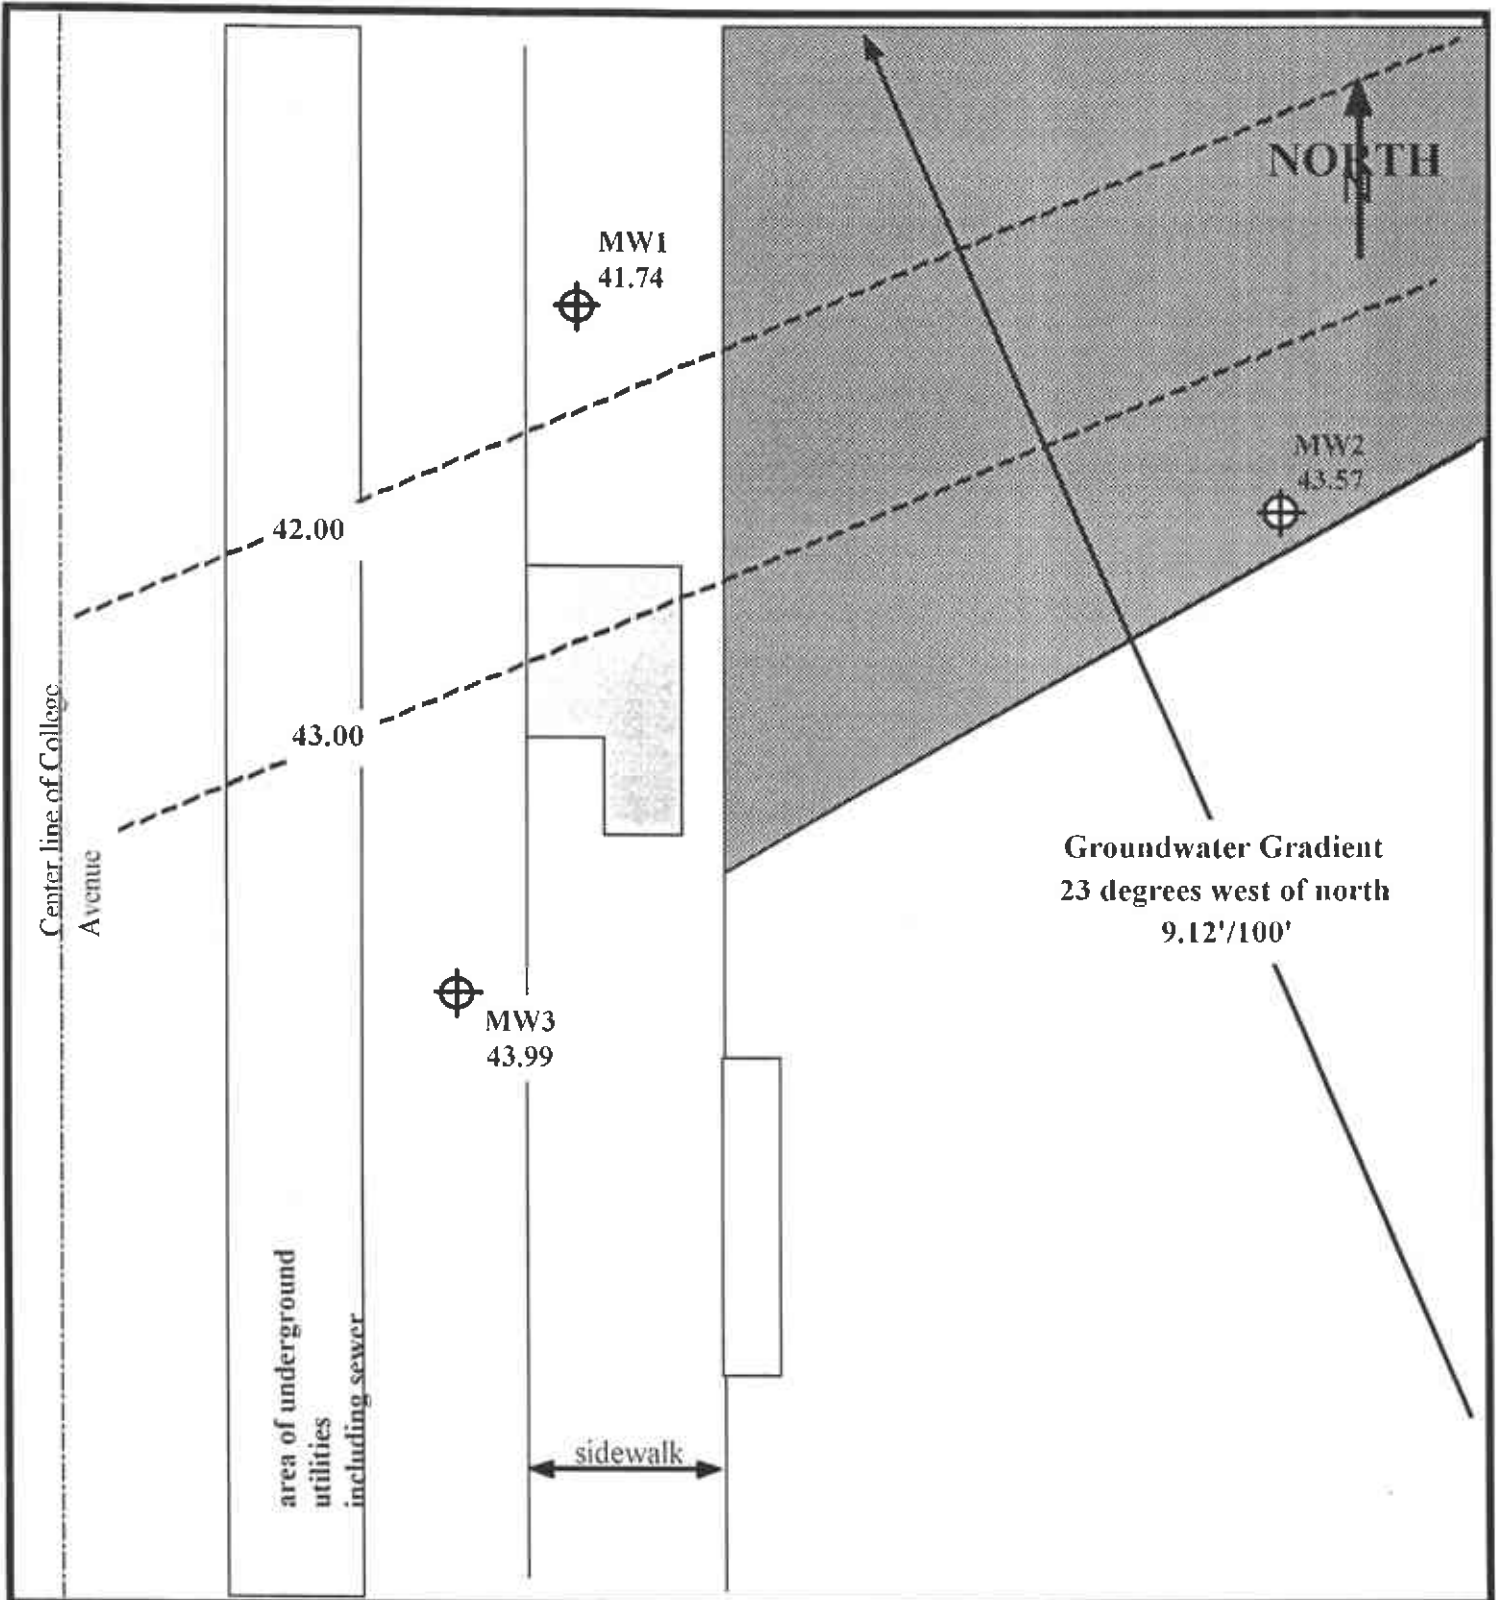 NORTH
N
MW1
41.74
MW2
43.57
42.00
43.00
Center line of College
Avenue
Groundwater Gradient
23 degrees west of north
9.12'/100'
MW3
43.99
area of underground
utilities
including sewer
sidewalk